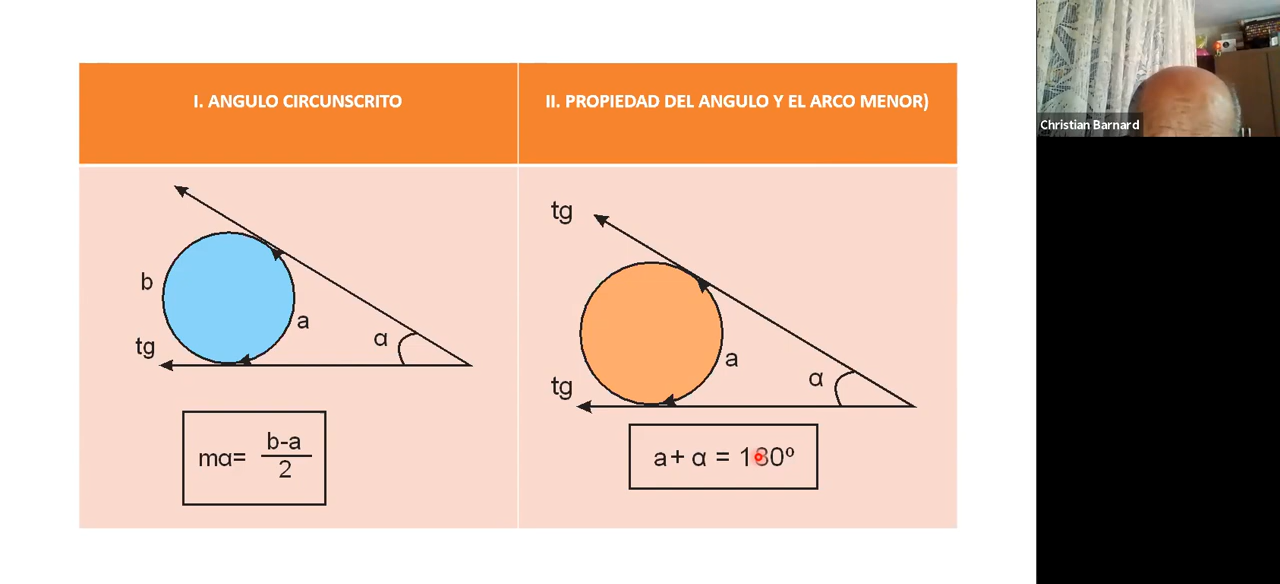 I. ANGULO CIRCUNSCRITO
II. PROPIEDAD DEL ANGULO Y EL ARCO MENOR)
b
a
α
tg
mα= b-a
2
tg
a
α
tg
a+ α = 180º
Christian Barnard